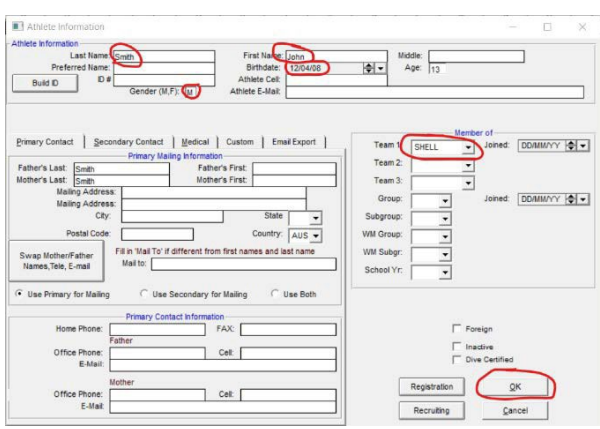 Athlete Information
Athlete Information
Last Name: Smith First Name: John Middle:
Preferred Name: Birthdate: 12/04/08 Age: 13
Build ID ID # Athlete Cell:
Gender (M,F): M Athlete E-Mail:
Primary Contact Secondary Contact Medical Custom Email Export
Primary Mailing Information
Father's Last: Smith Father's First:
Mother's Last: Smith Mother's First:
Mailing Address:
Mailing Address:
City: State
Postal Code: Country: AUS
Swap Mother/Father Names,Tele, E-mail
Fill in 'Mail To' if different from first names and last name
Mail to:
Use Primary for Mailing Use Secondary for Mailing Use Both
Primary Contact Information
Home Phone: FAX:
Father
Office Phone: Cell:
E-Mail:
Mother
Office Phone: Cell:
E-Mail:
Member of
Team 1: SHELL Joined: DD/MM/YY
Team 2:
Team 3:
Group: Joined: DD/MM/YY
Subgroup:
WM Group:
WM Subgr:
School Yr:
Foreign
Inactive
Dive Certified
Registration OK
Recruiting Cancel